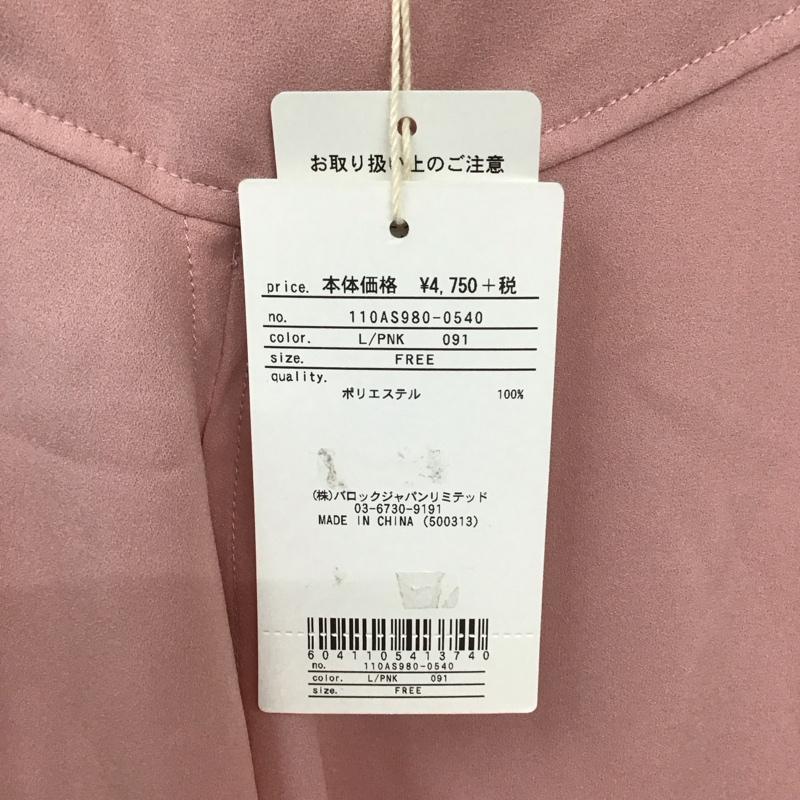 お取り扱い上のご注意
price. 本体価格 ¥4,750+税
no. 110AS980-0540
color. L/PNK 091
size. FREE
quality.
ポリエステル 100%
(株)バロックジャパンリミテッド
03-6730-9191
MADE IN CHINA (500313)
6041105413740
no. 110AS980-0540
color. L/PNK 091
size. FREE